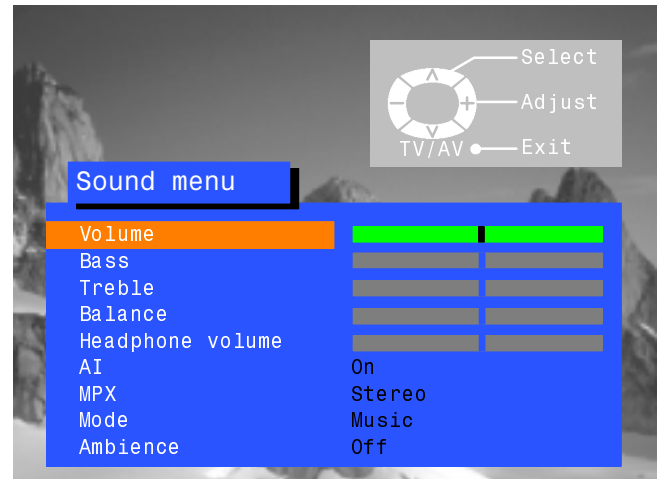 Select
Adjust
TV/AV Exit
Sound menu
Volume
Bass
Treble
Balance
Headphone volume
AI On
MPX Stereo
Mode Music
Ambience Off